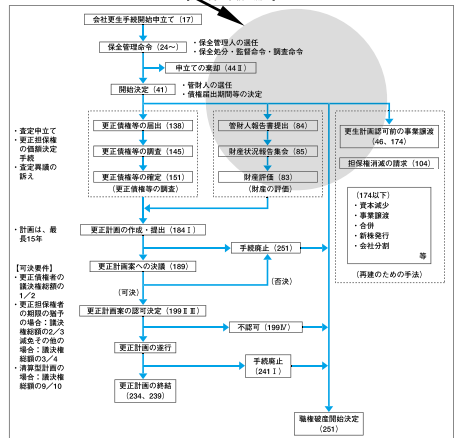 会社更生手続開始申立て（17）
保全管理命令（24～）
・保全管理人の選任
・保全処分・監督命令・調査命令
申立ての棄却（44Ⅱ）
開始決定（41）
・管財人の選任
・債権届出期間等の決定
・査定申立て
・更正担保権
の価額決定
手続
・査定異議の
訴え
更正債権等の届出（138）
更正債権等の調査（145）
更正債権等の確定（151）
（更正債権等の調査）
管財人報告書提出（84）
財産状況報告集会（85）
財産評価（83）
（財産の評価）
更生計画認可前の事業譲渡
（46、174）
担保権消滅の請求（104）
（174以下）
・資本減少
・事業譲渡
・合併
・新株発行
・会社分割
等
（再建のための手法）
・計画は、最
長15年
更正計画の作成・提出（184Ⅰ）
手続廃止（251）
更正計画案への決議（189）
（可決）
（否決）
【可決要件】
・更正債権者の
議決権総額の
1／2
・更正担保権者
の期限の猶予
の場合：議決
権総額の2／3
減免その他の
場合：議決権
総額の3／4
・清算型計画の
場合：議決権
総額の9／10
更正計画案の認可決定（199ⅡⅢ）
不認可（199Ⅳ）
更正計画の遂行
手続廃止
（241Ⅰ）
更正計画の終結
（234、239）
職権破産開始決定
（251）